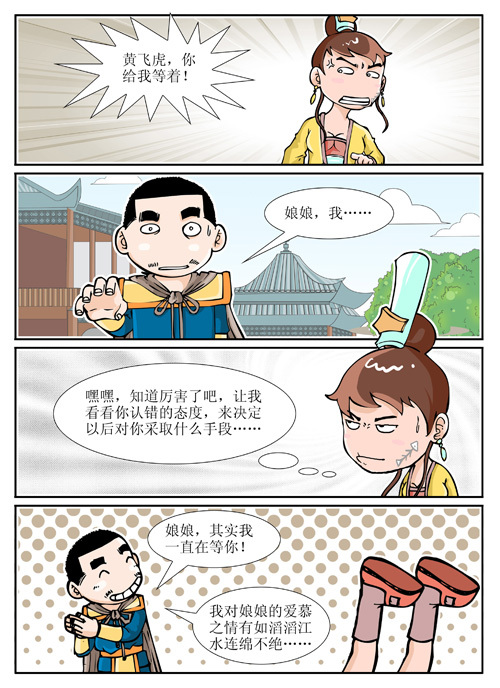 黄飞虎，你
给我等着！
娘娘，我……
嘿嘿，知道厉害了吧，让我
看看你认错的态度，来决定
以后对你采取什么手段……
娘娘，其实我
一直在等你！
我对娘娘的爱慕
之情有如滔滔江
水连绵不绝……